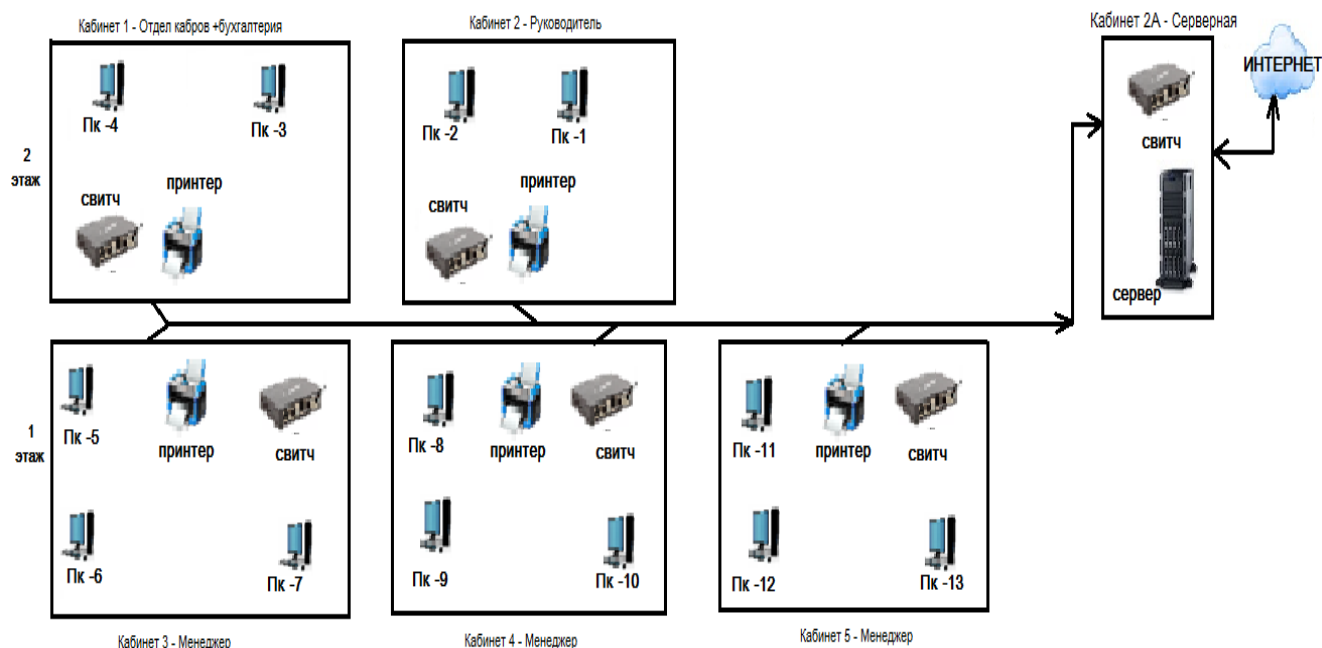 Кабинет 1 - Отдел кабров +бухгалтерия
Кабинет 2 - Руководитель
Кабинет 2А - Серверная
ИНТЕРНЕТ
Пк -4
Пк -3
Пк -2
Пк -1
свитч
2
этаж
принтер
свитч
принтер
свитч
сервер
1
этаж
Пк -5
принтер
свитч
Пк -8
принтер
свитч
Пк -11
принтер
свитч
Пк -6
Пк -7
Пк -9
Пк -10
Пк -12
Пк -13
Кабинет 3 - Менеджер
Кабинет 4 - Менеджер
Кабинет 5 - Менеджер